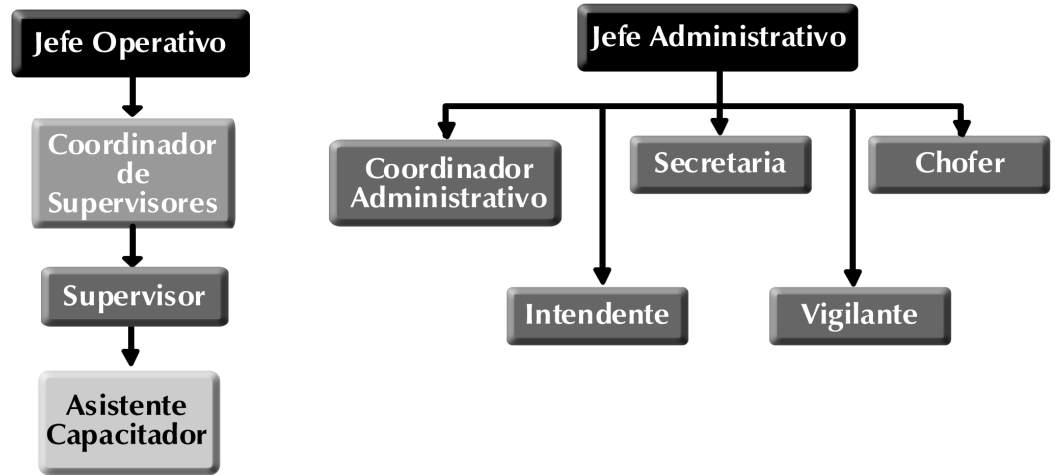 Jefe Operativo
Coordinador
de
Supervisores
Supervisor
Asistente
Capacitador
Jefe Administrativo
Coordinador
Administrativo
Secretaria
Chofer
Intendente
Vigilante